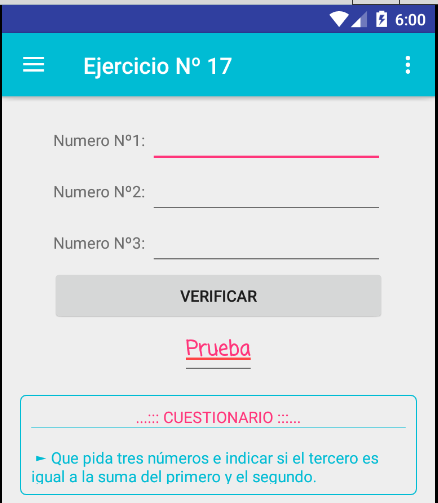 6:00
Ejercicio Nº 17
Numero Nº1:
Numero Nº2:
Numero Nº3:
VERIFICAR
Prueba
...::: CUESTIONARIO :::...
► Que pida tres números e indicar si el tercero es
igual a la suma del primero y el segundo.